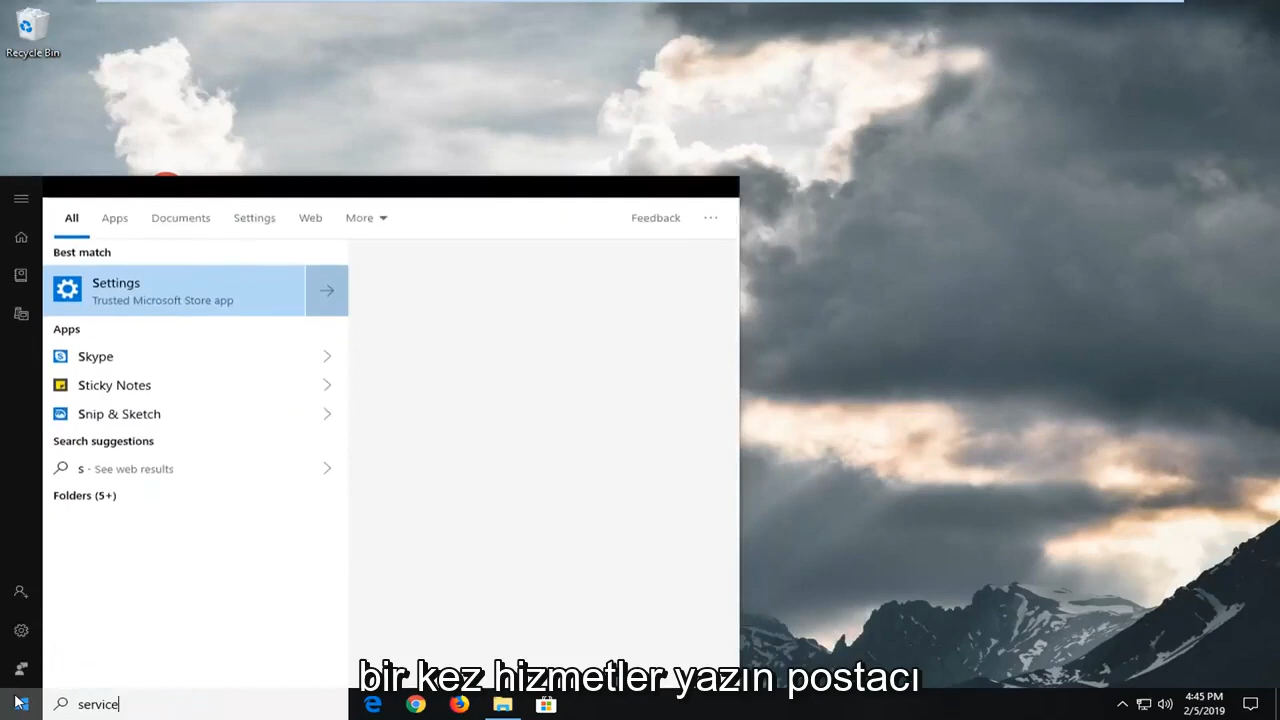 Recycle Bin
All Apps Documents Settings Web More Feedback ...
Best match
Settings
Trusted Microsoft Store app
Apps
Skype
Sticky Notes
Snip & Sketch
Search suggestions
s - See web results
Folders (5+)
bir kez hizmetler yazın postacı
service
4:45 PM
2/5/2019